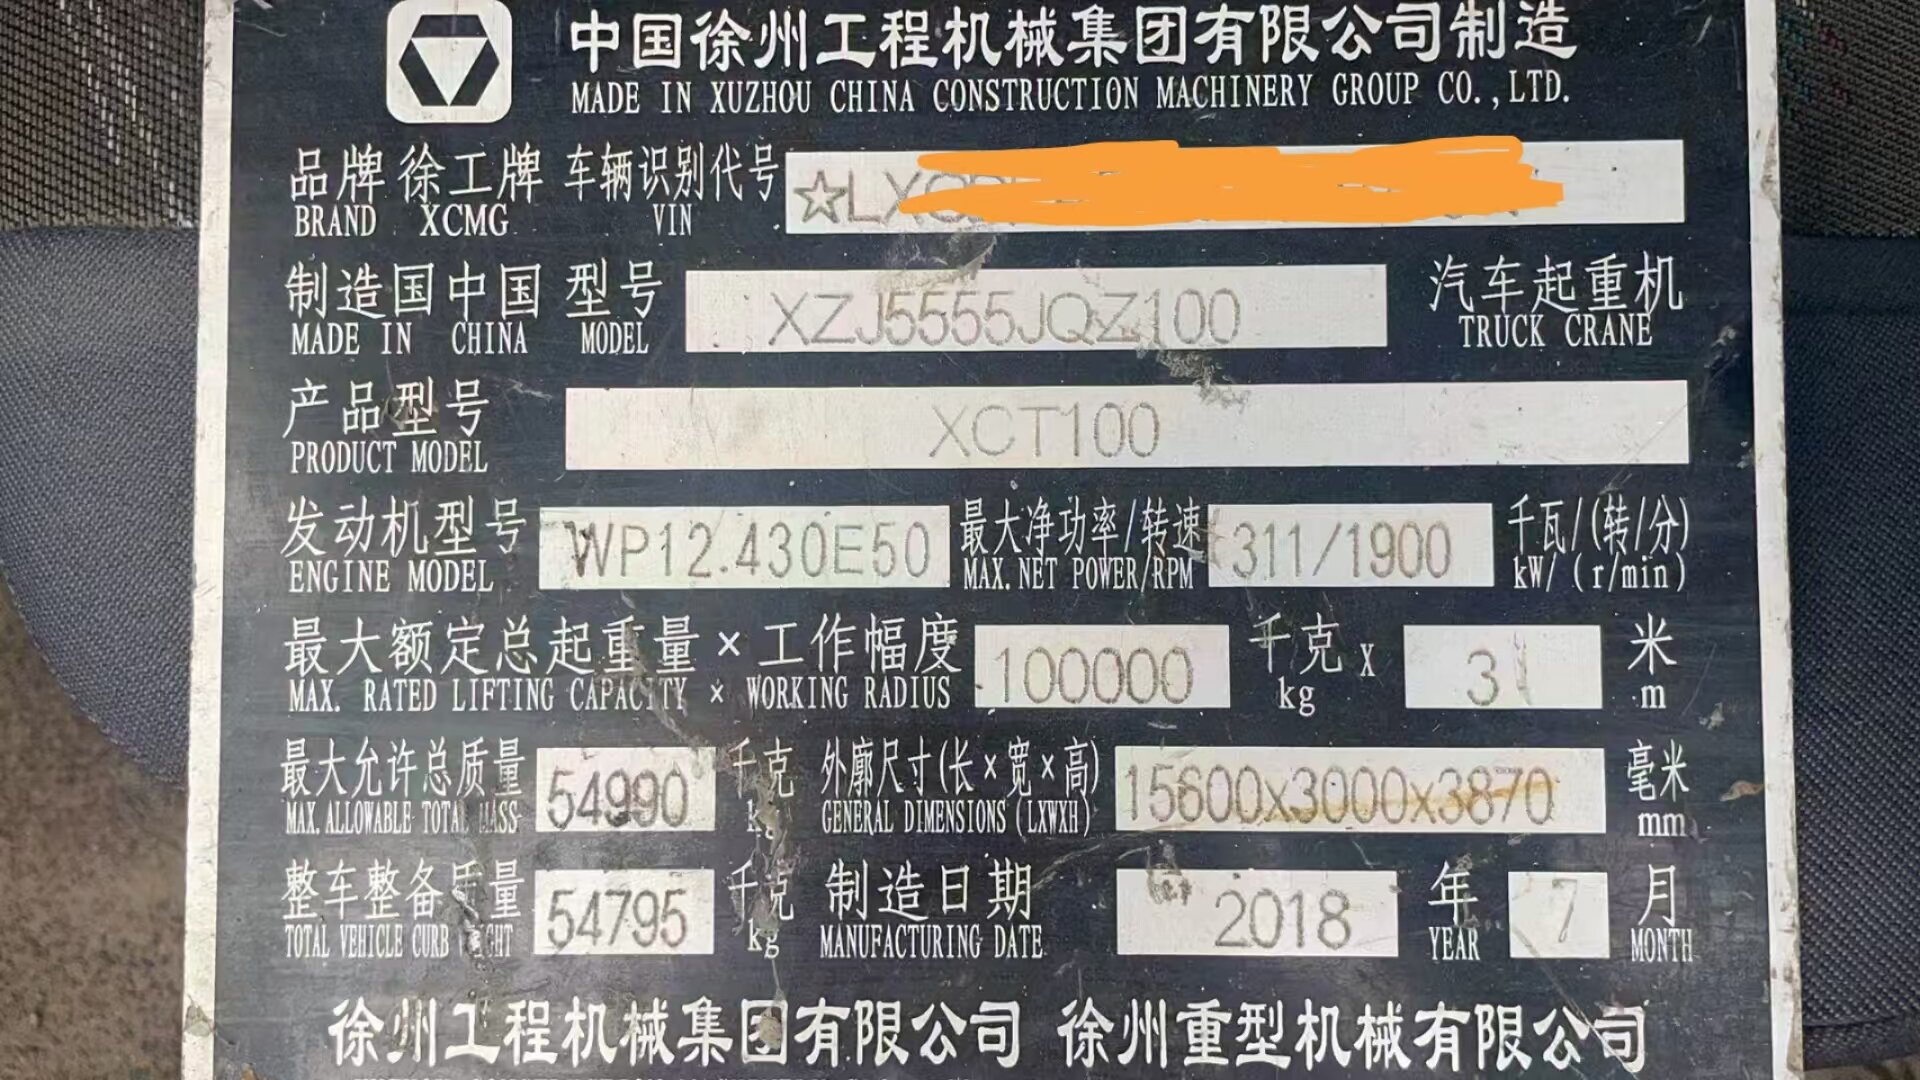 中国徐州工程机械集团有限公司制造
MADE IN XUZHOU CHINA CONSTRUCTION MACHINERY GROUP CO.,LTD.
品牌 徐工牌 车辆识别代号 ☆LX
BRAND XCMG VIN
制造国中国 型号 XZJ5555JQZ100 汽车起重机
MADE IN CHINA MODEL TRUCK CRANE
产品型号 XCT100
PRODUCT MODEL
发动机型号 WP12.430E50 最大净功率/转速 311/1900 千瓦/(转/分)
ENGINE MODEL MAX. NET POWER/RPM kW/(r/min)
最大额定总起重量×工作幅度 100000 千克 x 3 米
MAX. RATED LIFTING CAPACITY × WORKING RADIUS kg m
最大允许总质量 54990 千克 外廓尺寸(长×宽×高) 15600x3000x3870 毫米
MAX. ALLOWABLE TOTAL MASS kg GENERAL DIMENSIONS (LXWXH) mm
整车整备质量 54795 千克 制造日期 2018 年 7 月
TOTAL VEHICLE CURB WEIGHT kg MANUFACTURING DATE YEAR MONTH
徐州工程机械集团有限公司 徐州重型机械有限公司